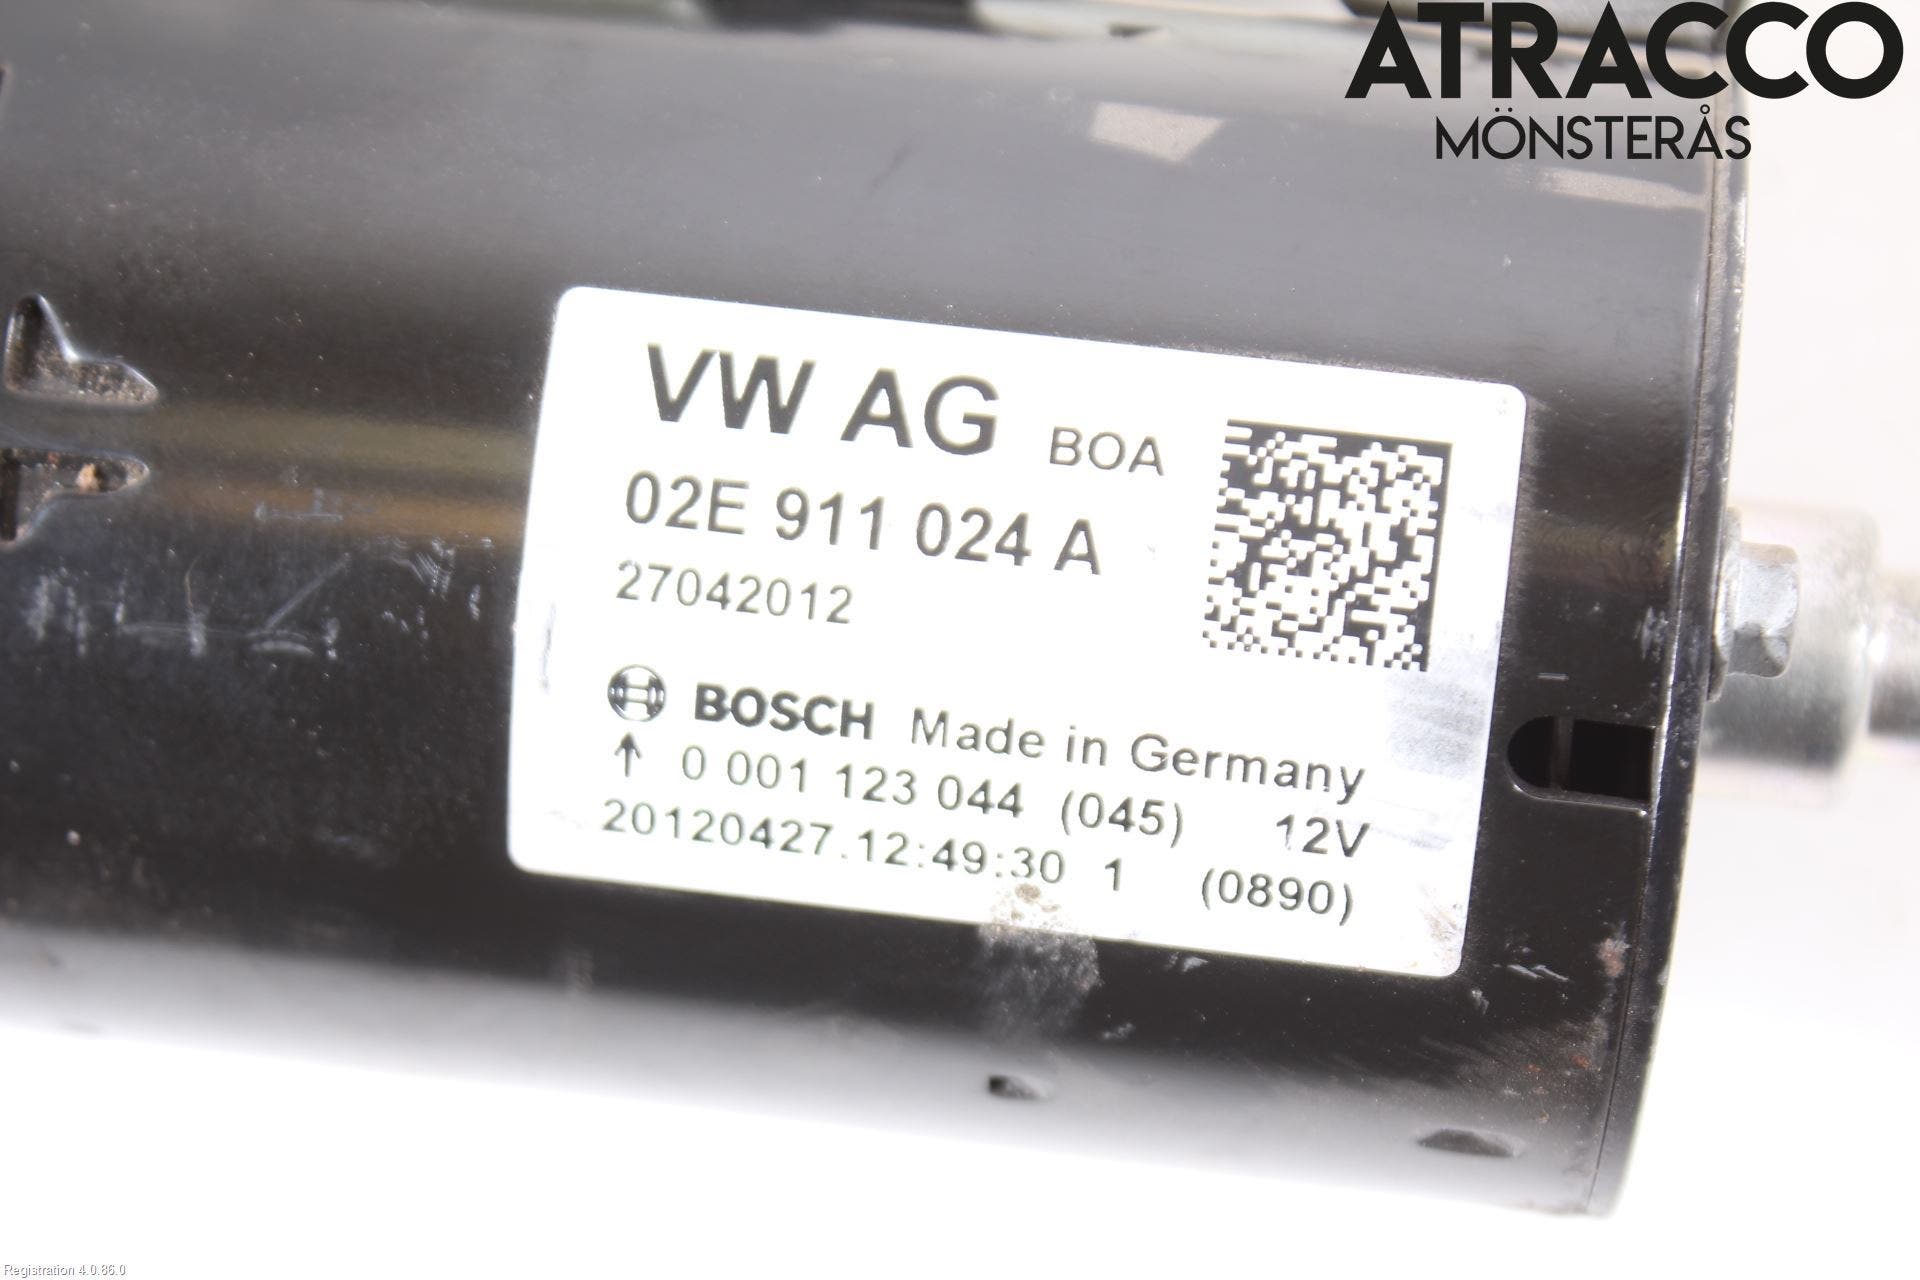 ATRACCO
MÖNSTERÅS
VW AG BOA
02E 911 024 A
27042012
BOSCH Made in Germany
↑ 0 001 123 044 (045) 12V
20120427.12:49:30 1 (0890)
Registration 4.0.86.0